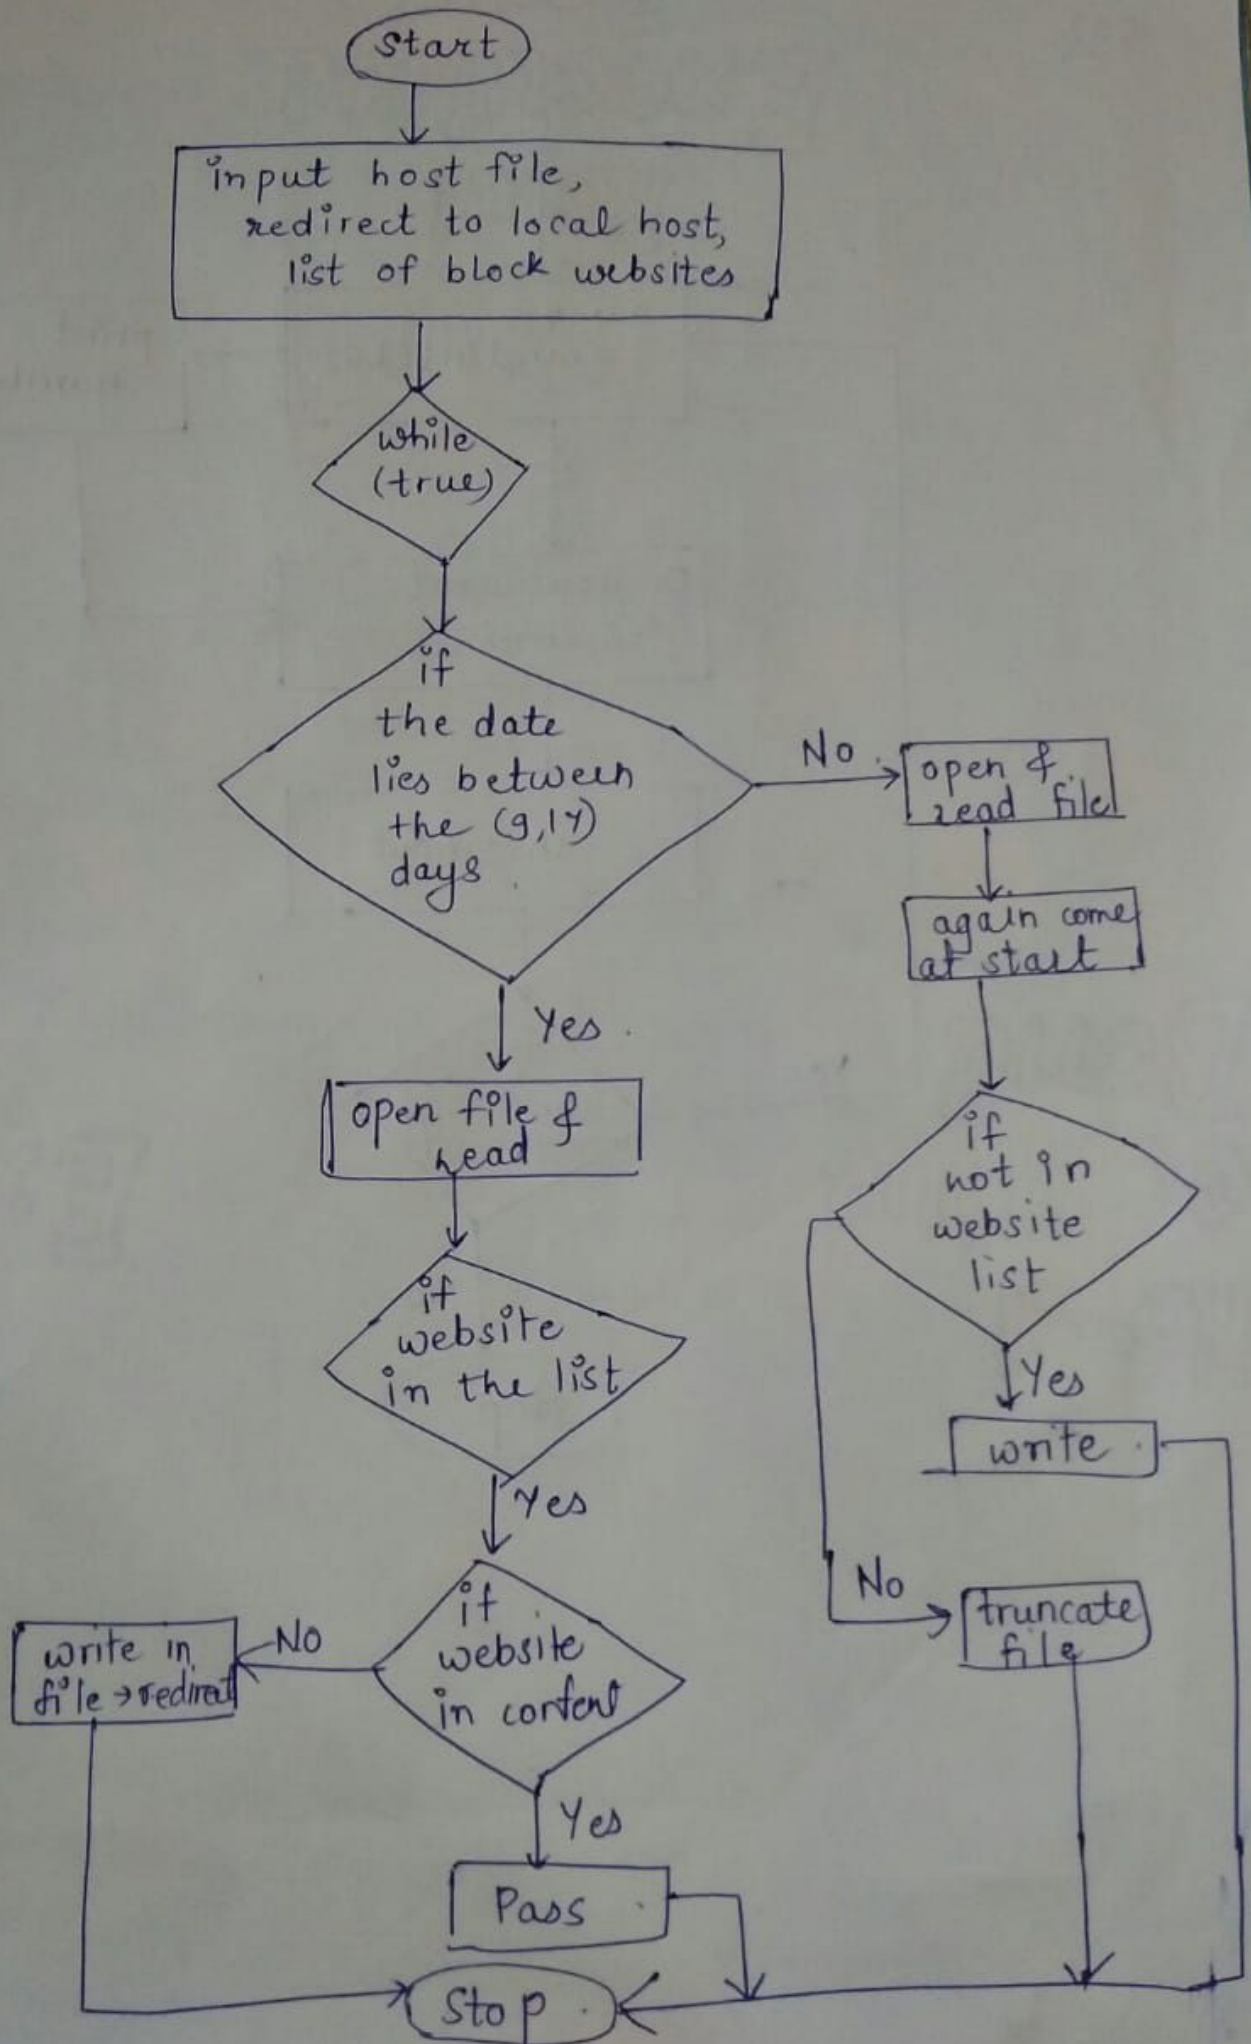 start
input host file,
redirect to local host,
list of block websites
while
(true)
if
the date
lies between
the (9,17)
days
No
open &
read file
again come
at start
Yes
open file &
read
if
not in
website
list
if
website
in the list
Yes
write
Yes
No
truncate
file
if
website
in content
No
write in
file → redirect
Yes
Pass
Stop